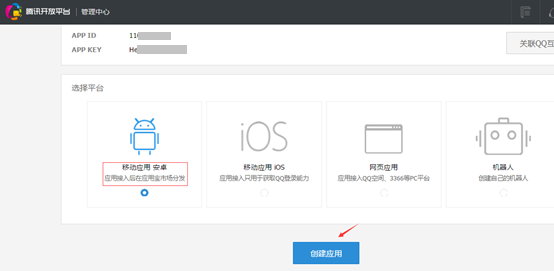 腾讯开放平台 | 管理中心
APP ID 110
APP KEY He
关联QQ互
选择平台
iOS
移动应用 安卓
应用接入后在应用宝市场分发
移动应用 iOS
应用接入只用于获取QQ登录能力
网页应用
应用接入QQ空间、3366等PC平台
机器人
创建自己的机器人
创建应用